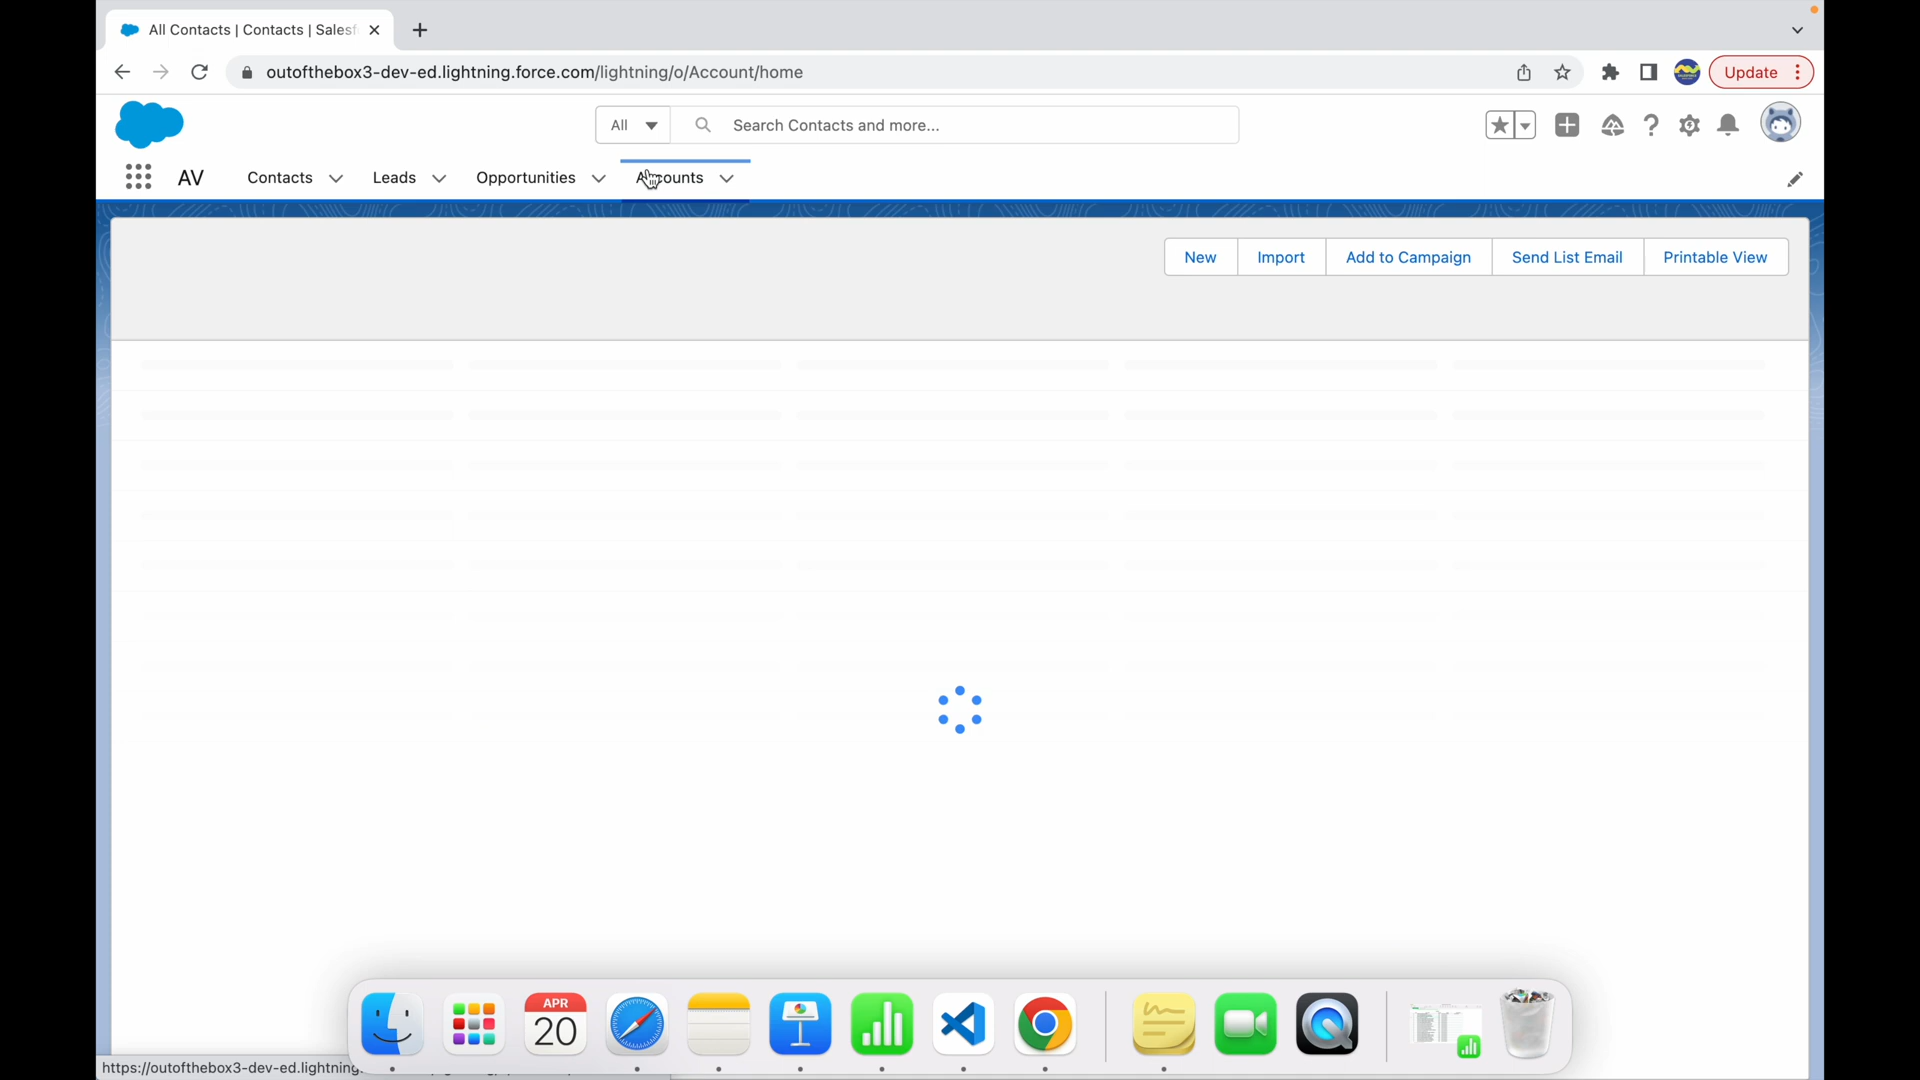 All Contacts | Contacts | Salesf
outofthebox3-dev-ed.lightning.force.com/lightning/o/Account/home
Update
All
Search Contacts and more...
AV
Contacts
Leads
Opportunities
Accounts
New
Import
Add to Campaign
Send List Email
Printable View
APR
20
https://outofthebox3-dev-ed.lightning.